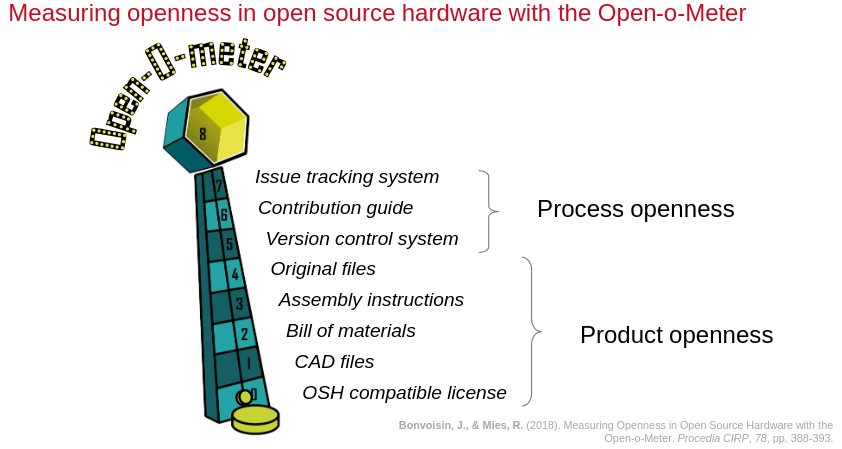 Measuring openness in open source hardware with the Open-o-Meter
Open-O-meter
8
7
Issue tracking system
6
Contribution guide
Process openness
5
Version control system
4
Original files
3
Assembly instructions
2
Bill of materials
Product openness
1
CAD files
0
OSH compatible license
Bonvoisin, J., & Mies, R. (2018). Measuring Openness in Open Source Hardware with the
Open-o-Meter. Procedia CIRP, 78, pp. 388-393.